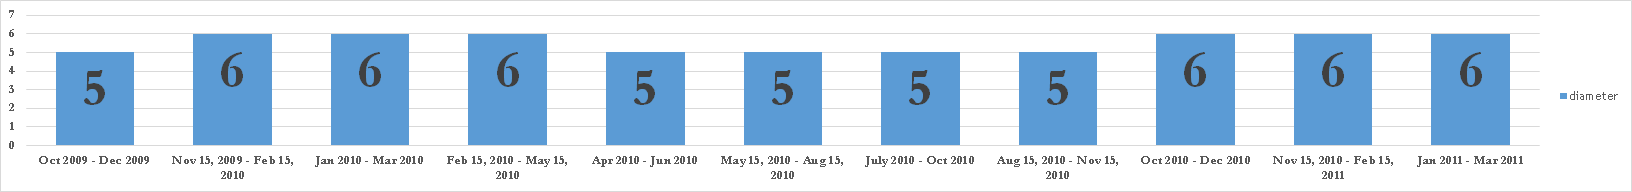 7
6
5
4
3
2
1
0
5
6
6
6
5
5
5
5
6
6
6
Oct 2009 - Dec 2009
Nov 15, 2009 - Feb 15,
2010
Jan 2010 - Mar 2010
Feb 15, 2010 - May 15,
2010
Apr 2010 - Jun 2010
May 15, 2010 - Aug 15,
2010
July 2010 - Oct 2010
Aug 15, 2010 - Nov 15,
2010
Oct 2010 - Dec 2010
Nov 15, 2010 - Feb 15,
2011
Jan 2011 - Mar 2011
diameter